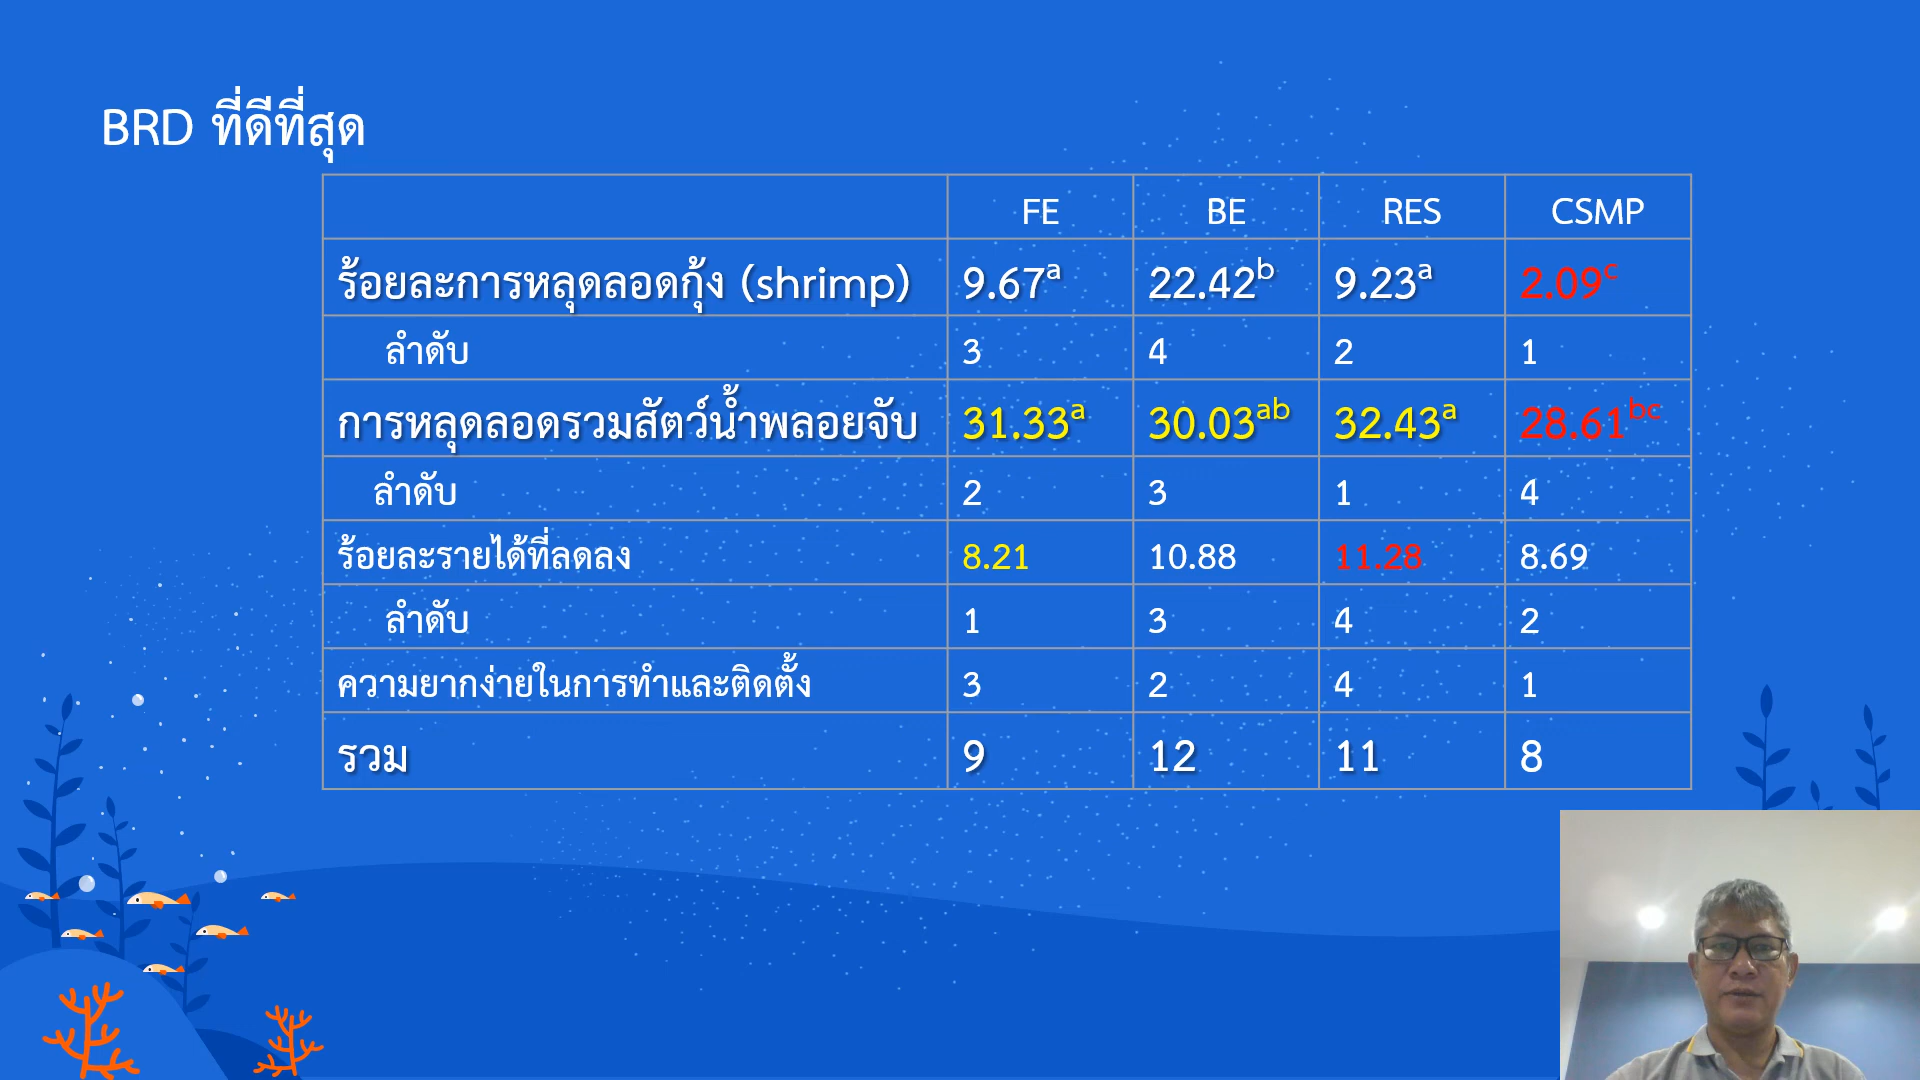 BRD ที่ดีที่สุด
FE BE RES CSMP
ร้อยละการหลุดลอดกุ้ง (shrimp) 9.67a 22.42b 9.23a 2.09c
ลำดับ 3 4 2 1
การหลุดลอดรวมสัตว์น้ำพลอยจับ 31.33a 30.03ab 32.43a 28.61bc
ลำดับ 2 3 1 4
ร้อยละรายได้ที่ลดลง 8.21 10.88 11.28 8.69
ลำดับ 1 3 4 2
ความยากง่ายในการทำและติดตั้ง 3 2 4 1
รวม 9 12 11 8